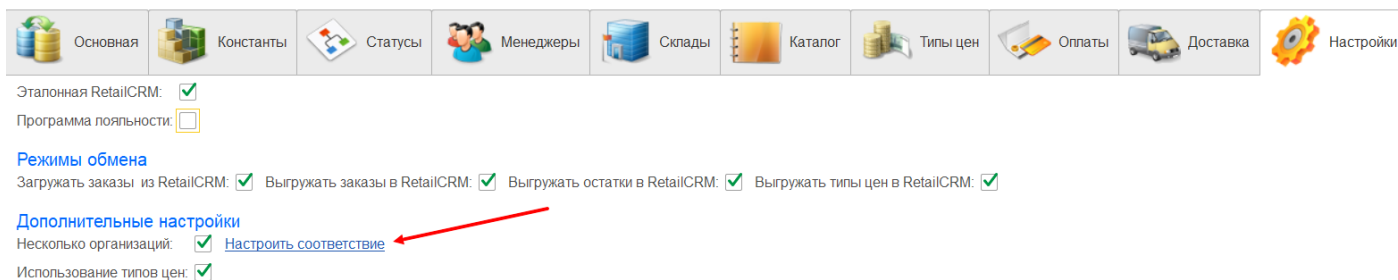 Основная Константы Статусы Менеджеры Склады Каталог Типы цен Оплаты Доставка Настройки
Эталонная RetailCRM:
Программа лояльности:
Режимы обмена
Загружать заказы из RetailCRM: Выгружать заказы в RetailCRM: Выгружать остатки в RetailCRM: Выгружать типы цен в RetailCRM:
Дополнительные настройки
Несколько организаций: Настроить соответствие
Использование типов цен: